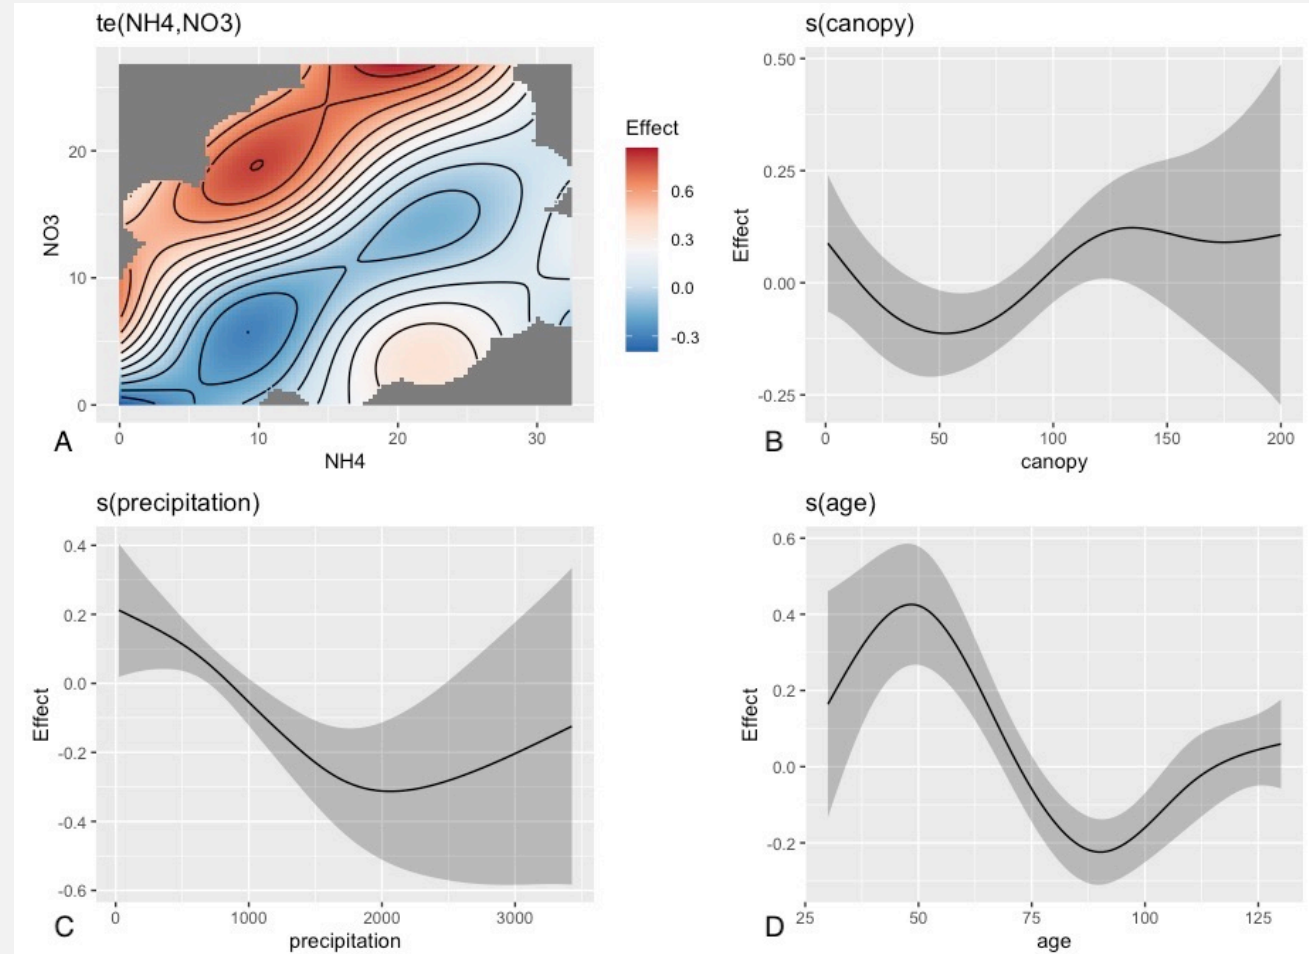 te(NH4,NO3)
20
10
0
NO3
0
10
20
30
NH4
A
Effect
0.6
0.3
0.0
-0.3
s(canopy)
0.50
0.25
0.00
-0.25
Effect
0
50
100
150
200
canopy
B
s(precipitation)
0.4
0.2
0.0
-0.2
-0.4
-0.6
Effect
0
1000
2000
3000
precipitation
C
s(age)
0.6
0.4
0.2
0.0
-0.2
Effect
25
50
75
100
125
age
D